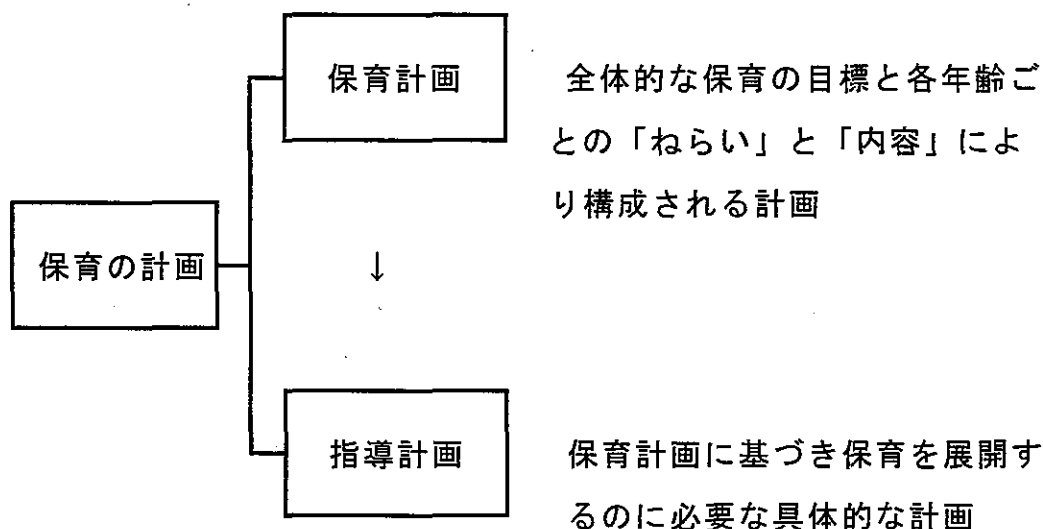 保育計画
全体的な保育の目標と各年齢ご
との「ねらい」と「内容」によ
り構成される計画
保育の計画
↓
指導計画
保育計画に基づき保育を展開す
るのに必要な具体的な計画